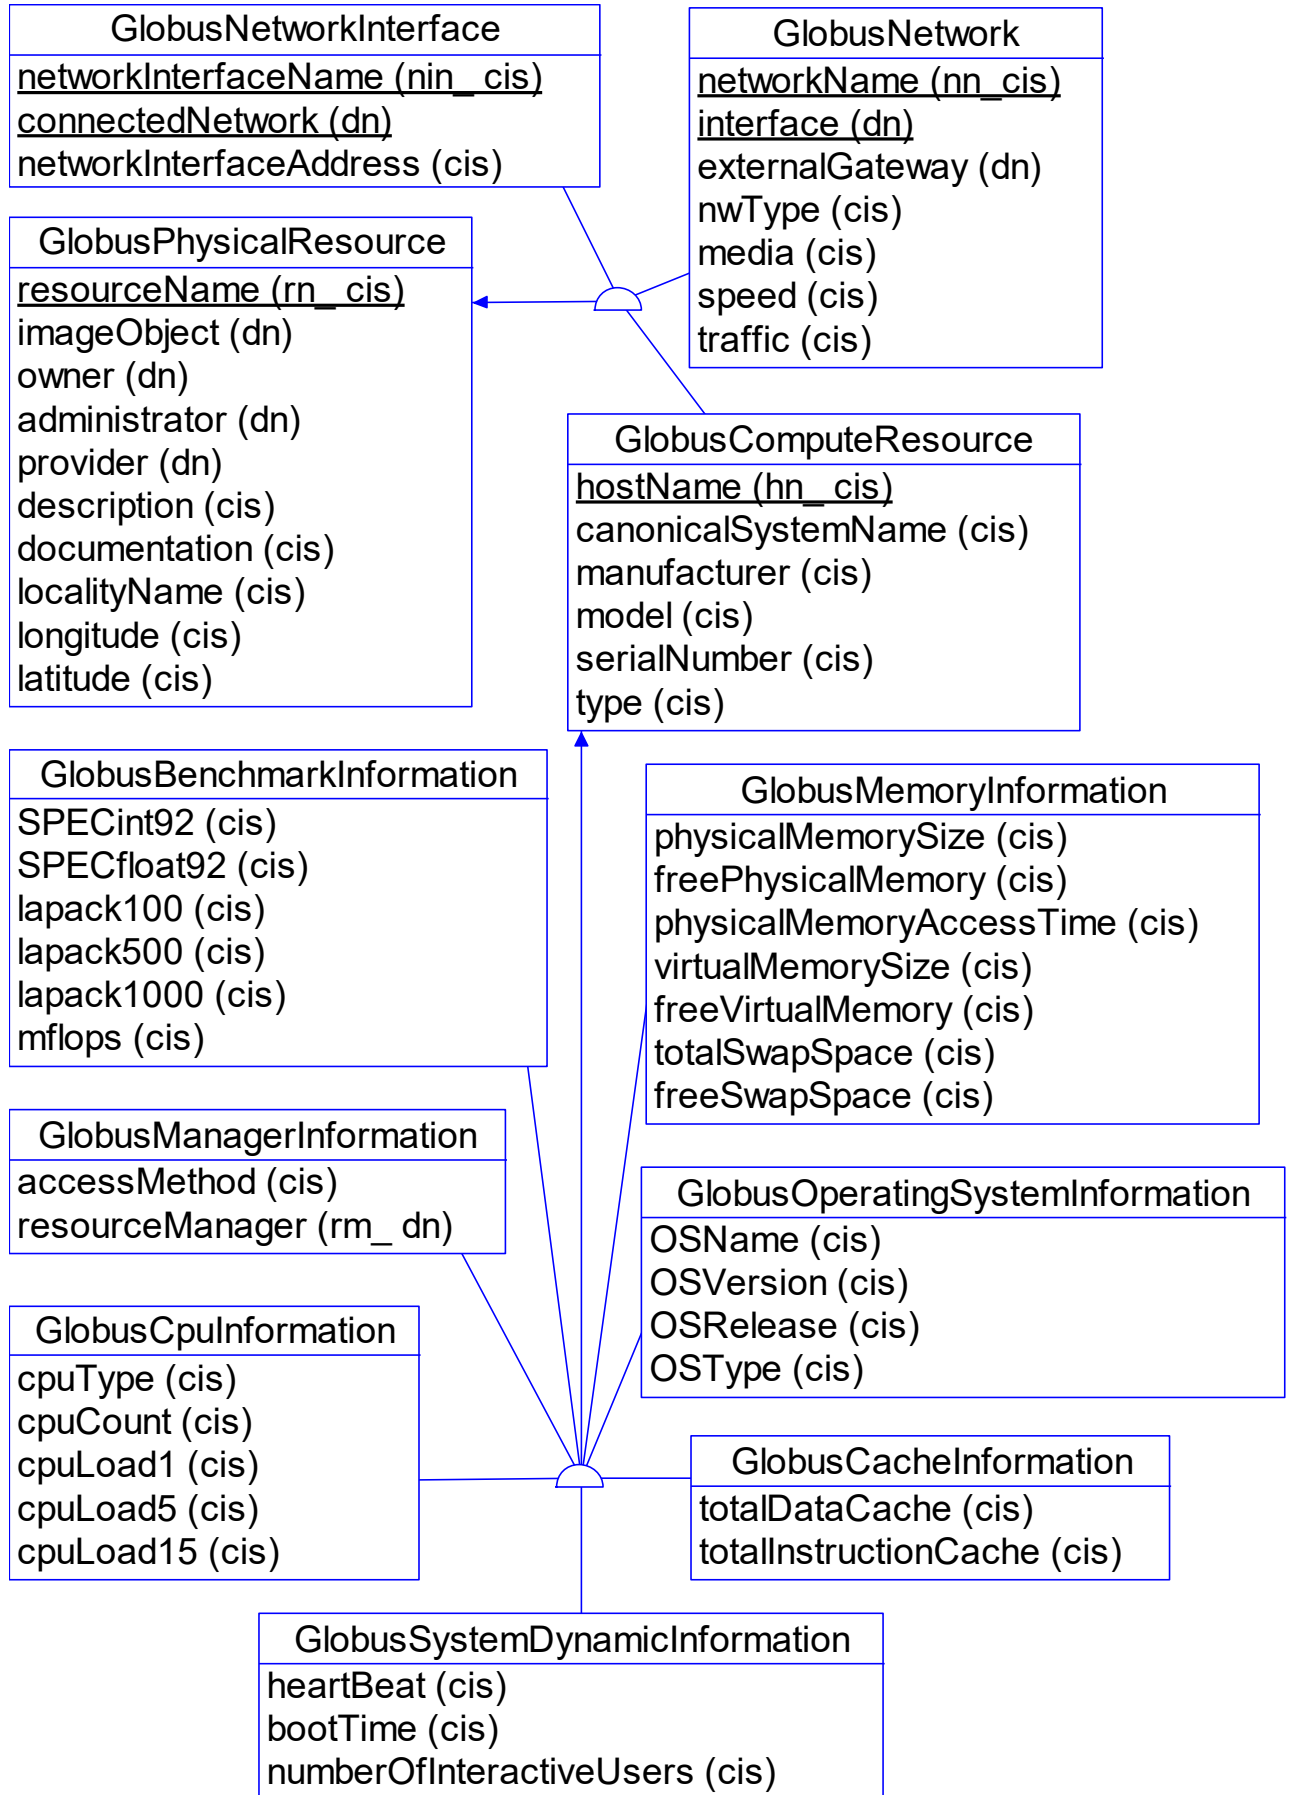 GlobusNetworkInterface
networkInterfaceName (nin_ cis)
connectedNetwork (dn)
networkInterfaceAddress (cis)
GlobusNetwork
networkName (nn_cis)
interface (dn)
externalGateway (dn)
nwType (cis)
media (cis)
speed (cis)
traffic (cis)
GlobusPhysicalResource
resourceName (rn_ cis)
imageObject (dn)
owner (dn)
administrator (dn)
provider (dn)
description (cis)
documentation (cis)
localityName (cis)
longitude (cis)
latitude (cis)
GlobusComputeResource
hostName (hn_ cis)
canonicalSystemName (cis)
manufacturer (cis)
model (cis)
serialNumber (cis)
type (cis)
GlobusBenchmarkInformation
SPECint92 (cis)
SPECfloat92 (cis)
lapack100 (cis)
lapack500 (cis)
lapack1000 (cis)
mflops (cis)
GlobusMemoryInformation
physicalMemorySize (cis)
freePhysicalMemory (cis)
physicalMemoryAccessTime (cis)
virtualMemorySize (cis)
freeVirtualMemory (cis)
totalSwapSpace (cis)
freeSwapSpace (cis)
GlobusManagerInformation
accessMethod (cis)
resourceManager (rm_ dn)
GlobusOperatingSystemInformation
OSName (cis)
OSVersion (cis)
OSRelease (cis)
OSType (cis)
GlobusCpuInformation
cpuType (cis)
cpuCount (cis)
cpuLoad1 (cis)
cpuLoad5 (cis)
cpuLoad15 (cis)
GlobusCacheInformation
totalDataCache (cis)
totalInstructionCache (cis)
GlobusSystemDynamicInformation
heartBeat (cis)
bootTime (cis)
numberOfInteractiveUsers (cis)